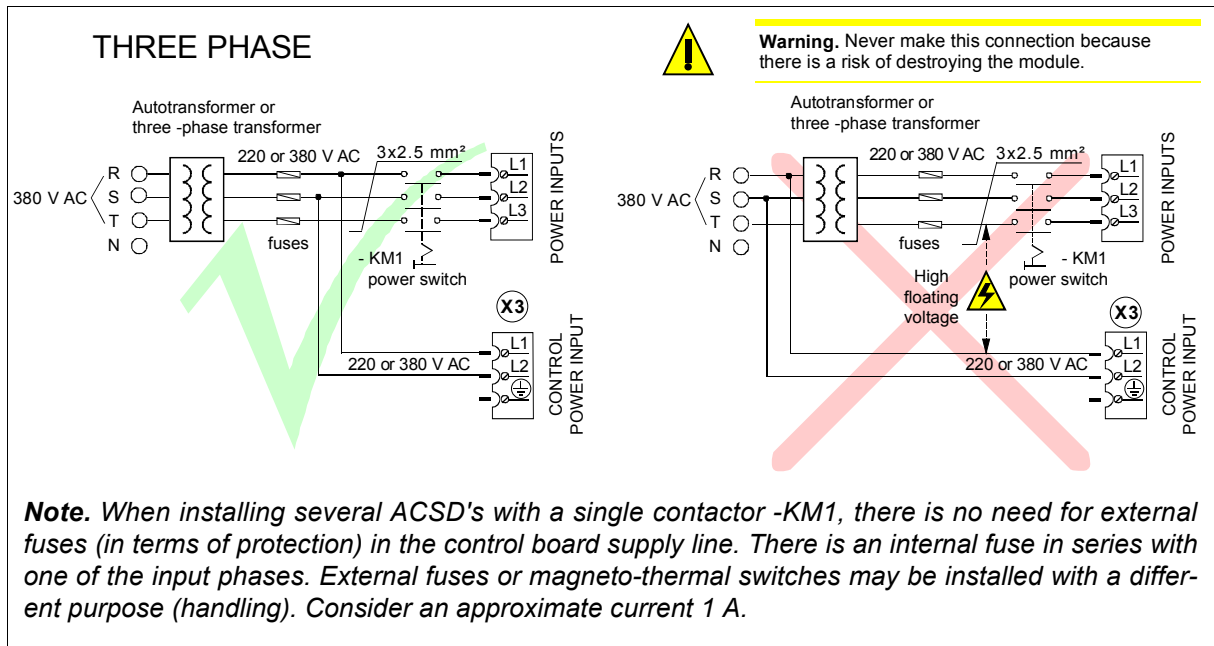 THREE PHASE
Warning. Never make this connection because
there is a risk of destroying the module.
Autotransformer or
three -phase transformer
220 or 380 V AC
3x2.5 mm²
380 V AC
R
S
T
N
fuses
- KM1
power switch
L1
L2
L3
POWER INPUTS
X3
220 or 380 V AC
L1
L2
CONTROL
POWER INPUT
Autotransformer or
three -phase transformer
220 or 380 V AC
3x2.5 mm²
380 V AC
R
S
T
N
fuses
- KM1
power switch
High
floating
voltage
L1
L2
L3
POWER INPUTS
X3
220 or 380 V AC
L1
L2
CONTROL
POWER INPUT
Note. When installing several ACSD's with a single contactor -KM1, there is no need for external
fuses (in terms of protection) in the control board supply line. There is an internal fuse in series with
one of the input phases. External fuses or magneto-thermal switches may be installed with a differ-
ent purpose (handling). Consider an approximate current 1 A.